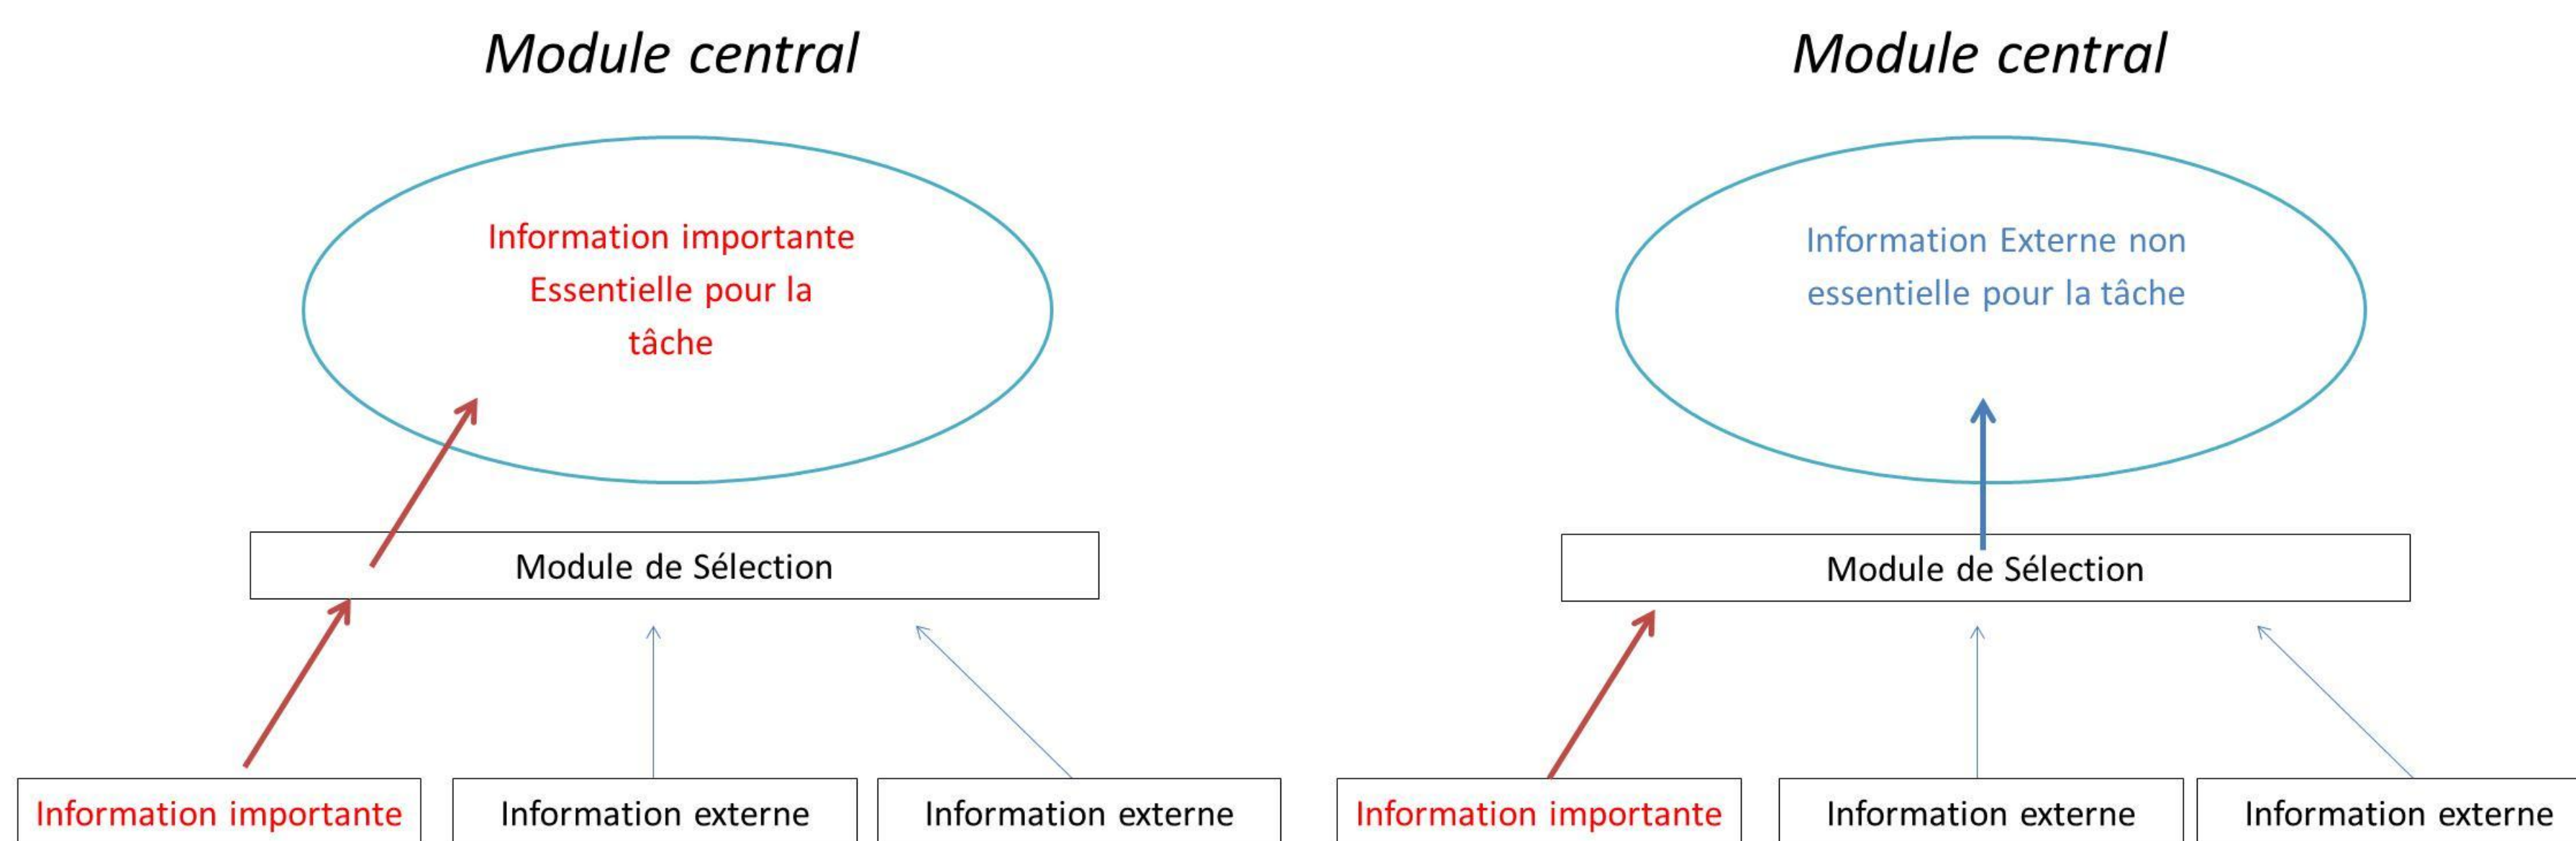 Module central
Information importante
Essentielle pour la
tâche
Module de Sélection
Information importante
Information externe
Information externe
Module central
Information Externe non
essentielle pour la tâche
Module de Sélection
Information importante
Information externe
Information externe